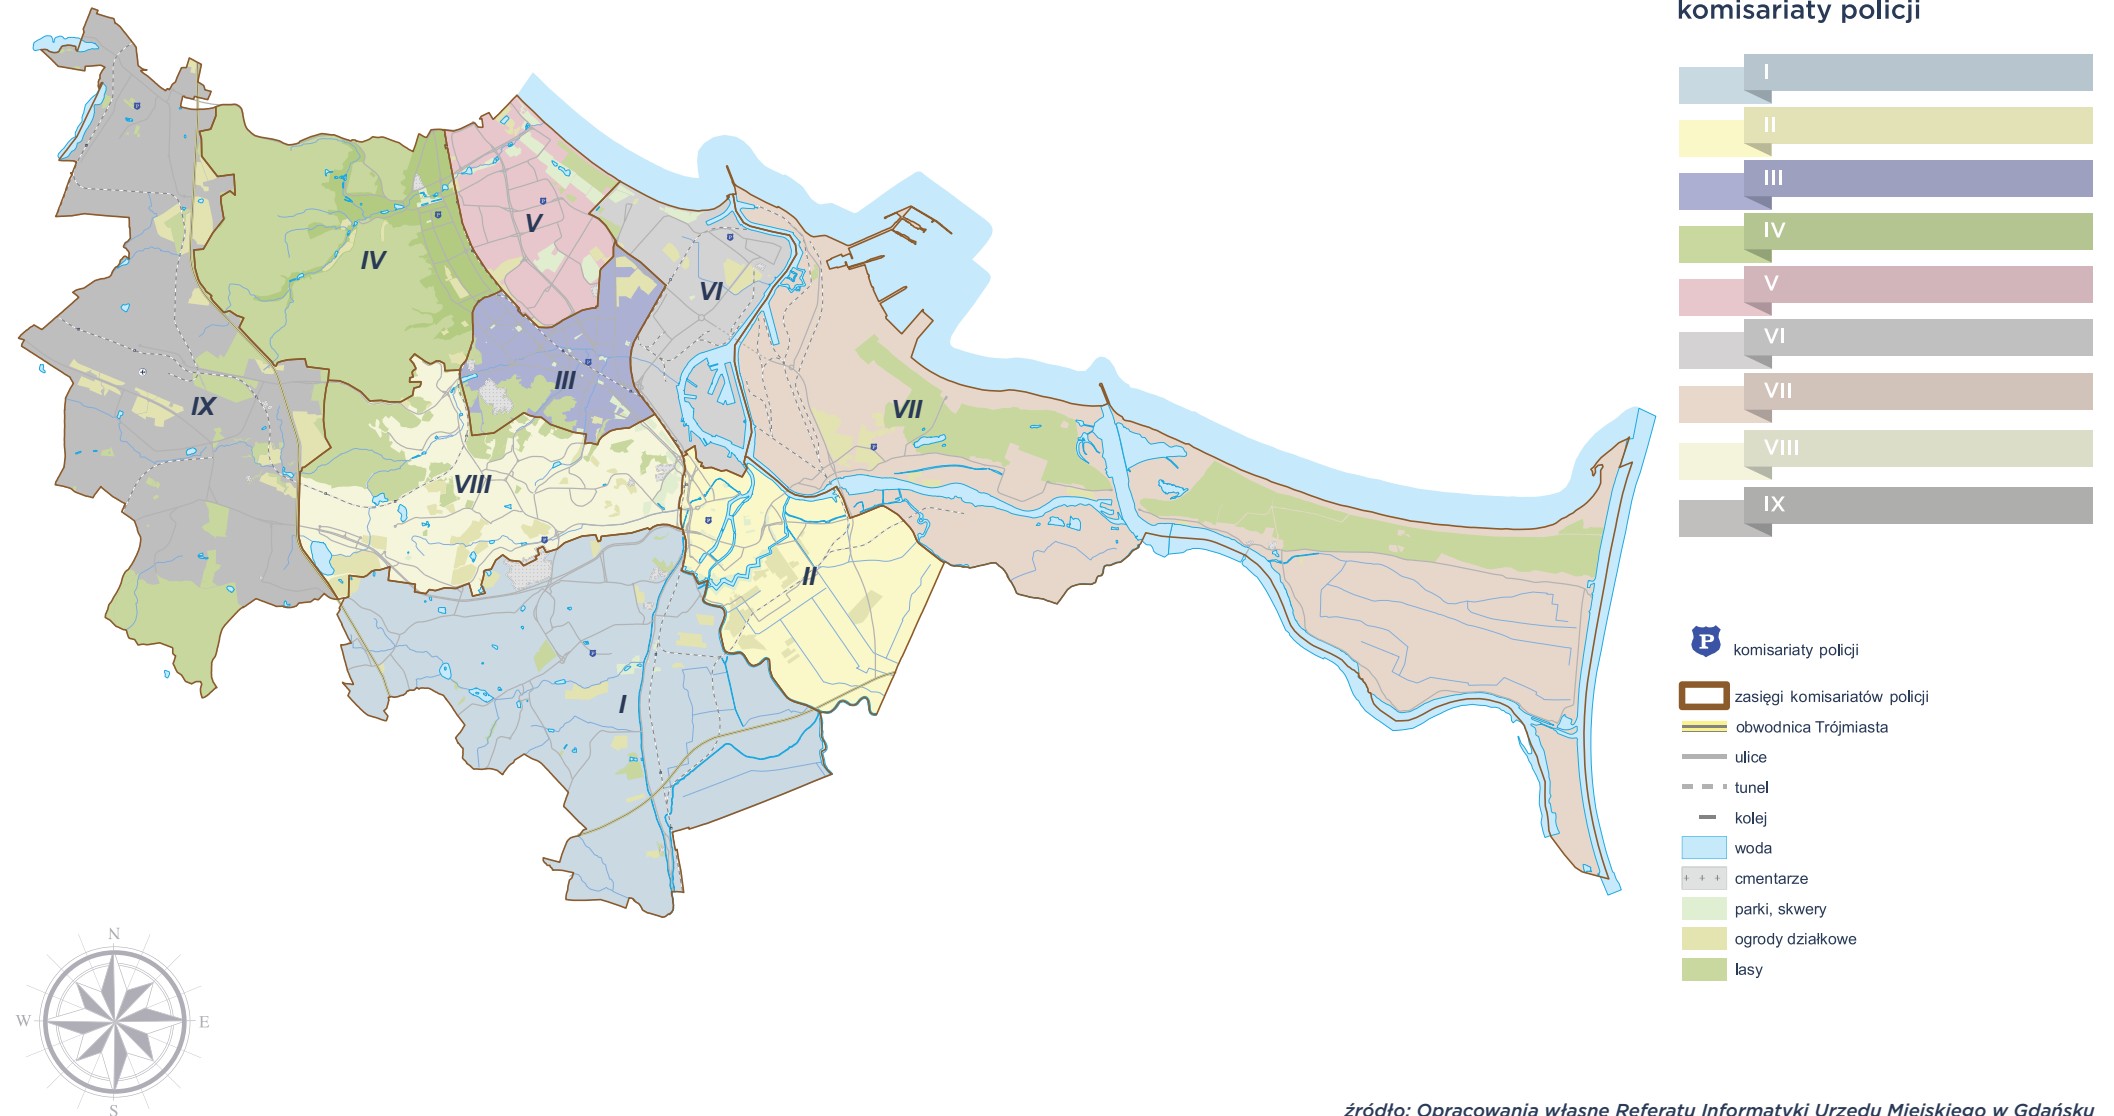 komisariaty policji
I
II
III
IV
V
VI
VII
VIII
IX
V
IV
VI
III
IX
VII
VIII
II
I
P
komisariaty policji
zasięgi komisariatów policji
obwodnica Trójmiasta
ulice
tunel
kolej
woda
cmentarze
parki, skwery
ogrody działkowe
lasy
N
W
E
S
źródło: Opracowania własne Referatu Informatyki Urzędu Miejskiego w Gdańsku